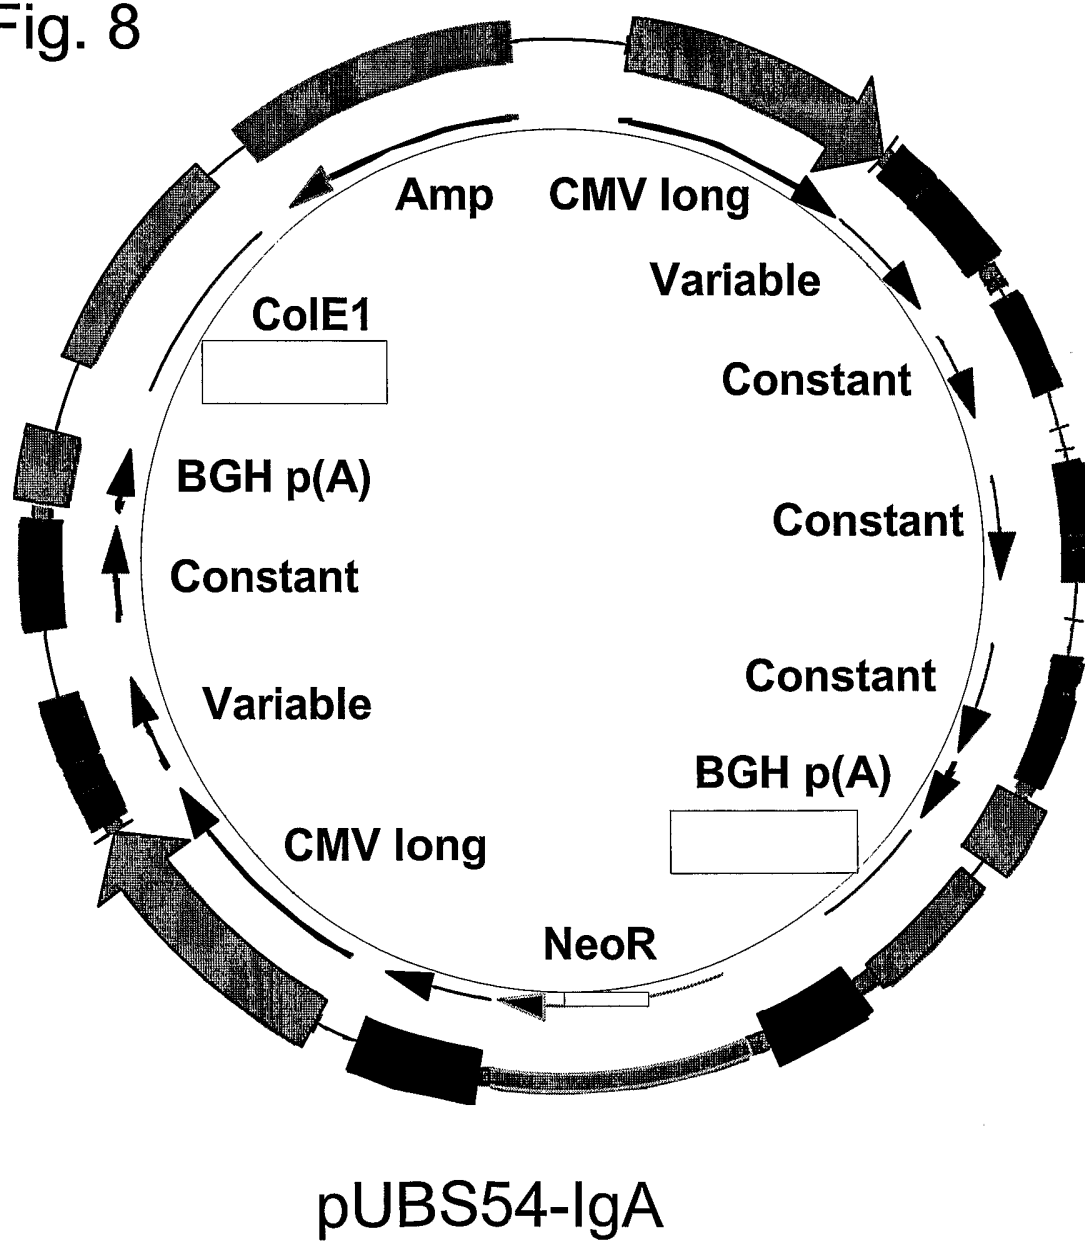 Fig. 8
Amp
CMV long
Variable
ColE1
Constant
BGH p(A)
Constant
Constant
Constant
Variable
BGH p(A)
CMV long
NeoR
pUBS54-IgA